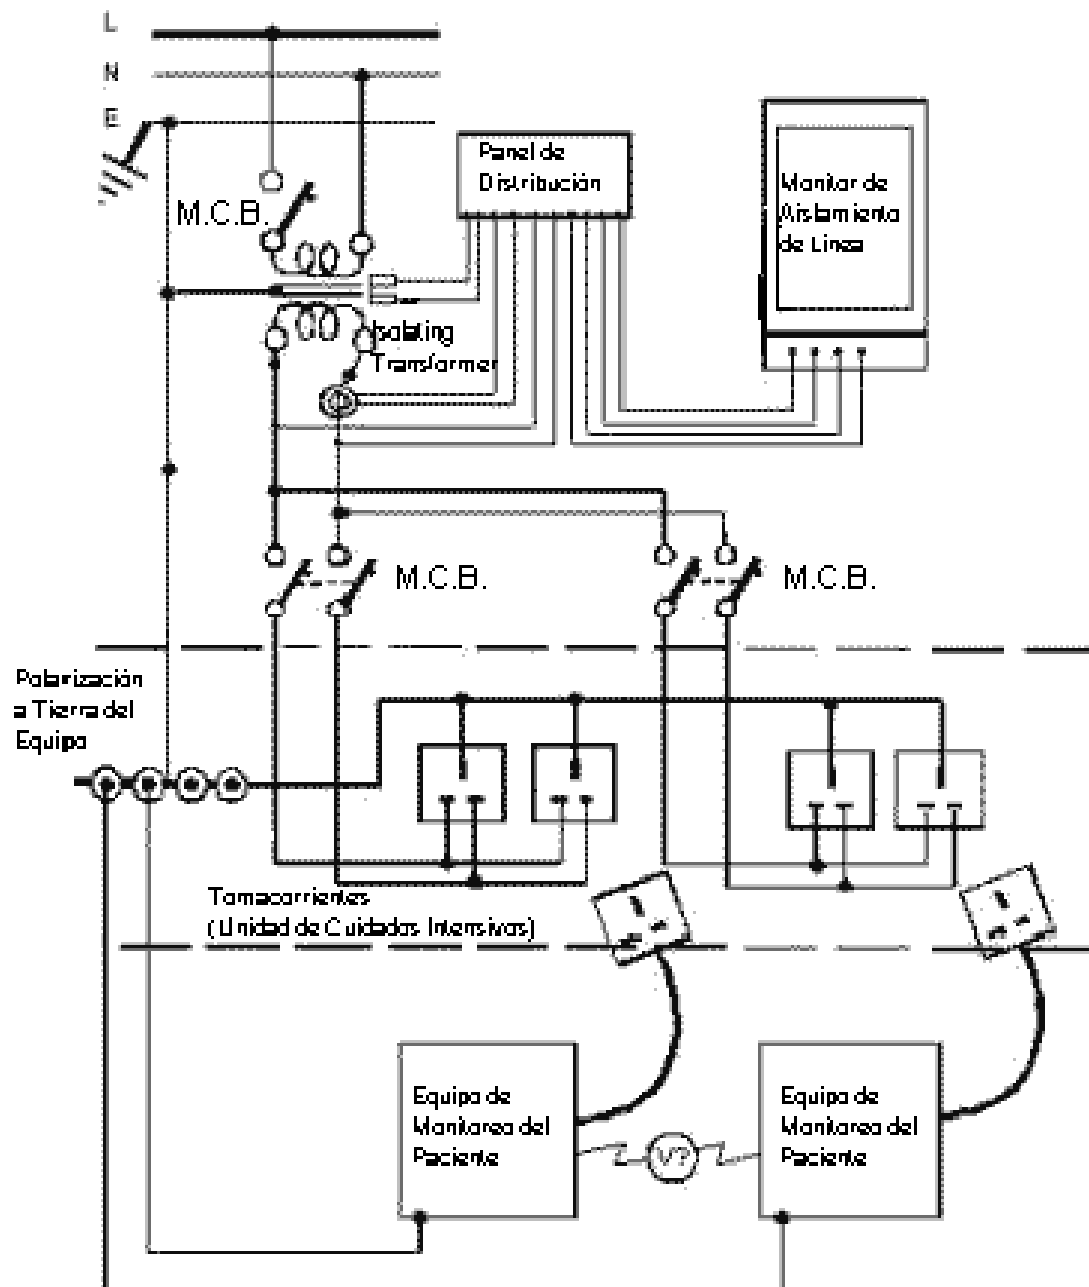 L
N
E
Panel de
Distribución
Monitor de
Aislamiento
de Linea
M.C.B.
Isolating
Transformer
M.C.B.
M.C.B.
Polarización
a Tierra del
Equipo
Tomacorrientes
(Unidad de Cuidados Intensivos)
Equipo de
Monitoreo del
Paciente
V?
Equipo de
Monitoreo del
Paciente